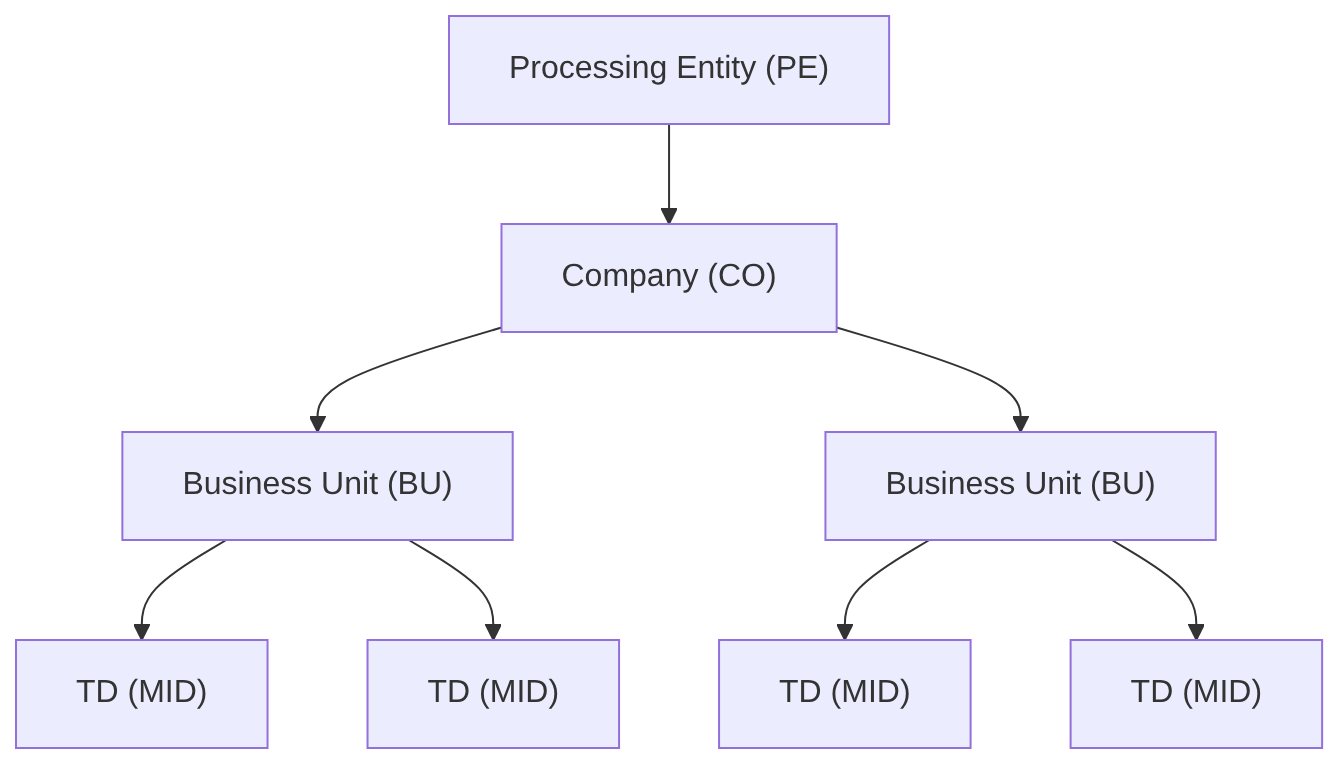 Processing Entity (PE)
Company (CO)
Business Unit (BU)
Business Unit (BU)
TD (MID)
TD (MID)
TD (MID)
TD (MID)